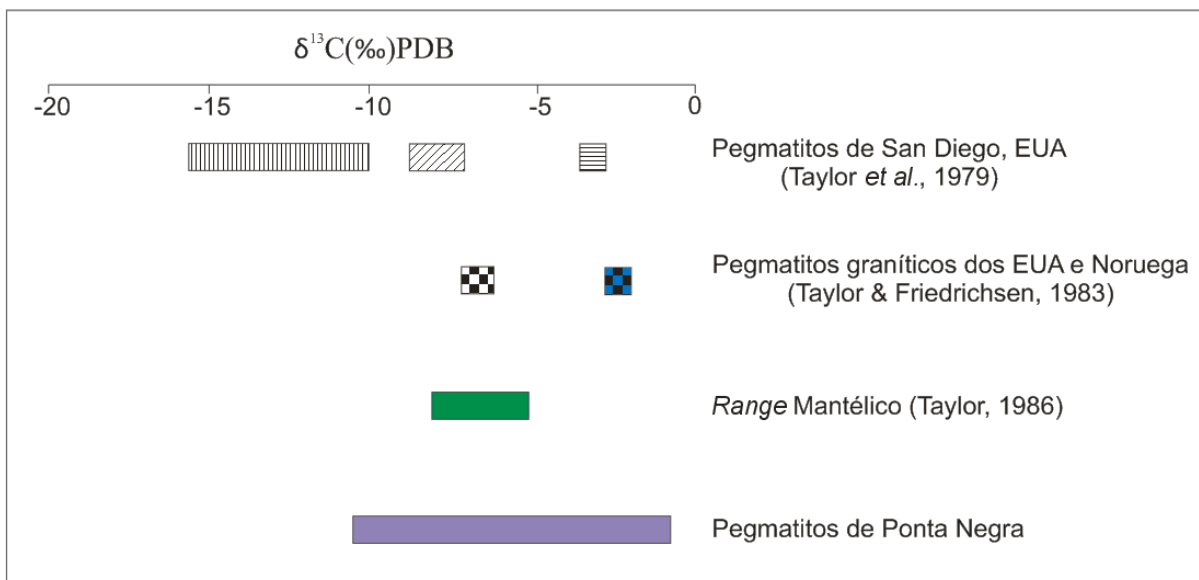 δ¹³C(‰)PDB
-20 -15 -10 -5 0
Pegmatitos de San Diego, EUA
(Taylor et al., 1979)
Pegmatitos graníticos dos EUA e Noruega
(Taylor & Friedrichsen, 1983)
Range Mantélico (Taylor, 1986)
Pegmatitos de Ponta Negra